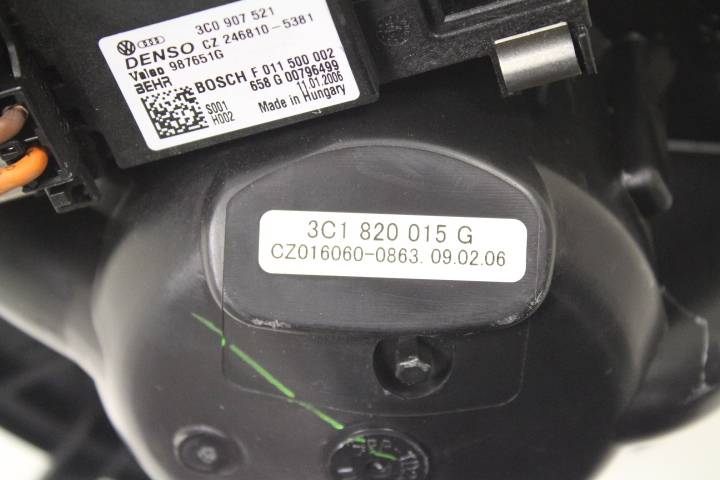 3C0 907 521
DENSO CZ 246810-5381
Valeo 987651G
BEHR BOSCH F 011 500 002
658 G 00796499
S001 11.01.2006
H002 Made in Hungary
3C1 820 015 G
CZ016060-0863. 09.02.06